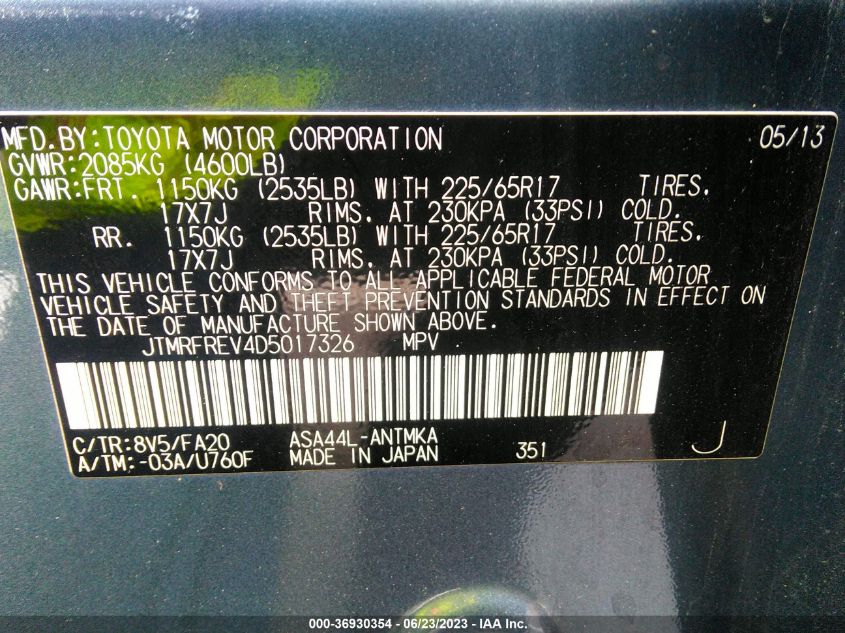 MFD.BY:TOYOTA MOTOR CORPORATION 05/13
GVWR:2085KG (4600LB)
GAWR:FRT. 1150KG (2535LB) WITH 225/65R17 TIRES.
17X7J RIMS. AT 230KPA (33PSI) COLD.
RR. 1150KG (2535LB) WITH 225/65R17 TIRES.
17X7J RIMS. AT 230KPA (33PSI) COLD.
THIS VEHICLE CONFORMS TO ALL APPLICABLE FEDERAL MOTOR
VEHICLE SAFETY AND THEFT PREVENTION STANDARDS IN EFFECT ON
THE DATE OF MANUFACTURE SHOWN ABOVE.
JTMRFREV4D5017326 MPV
C/TR:8V5/FA20 ASA44L-ANTMKA
A/TM:-03A/U760F MADE IN JAPAN 351 J
000-36930354 - 06/23/2023 - IAA Inc.